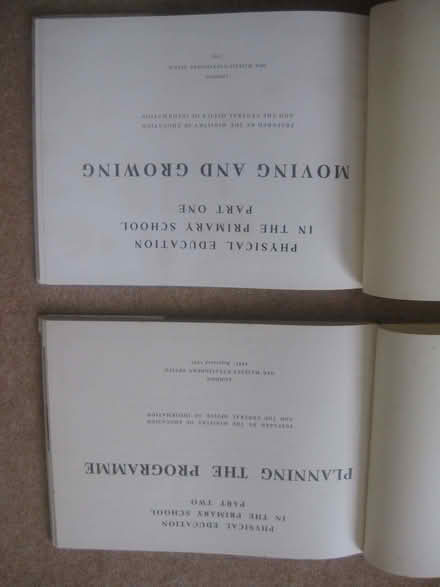 PHYSICAL EDUCATION
IN THE PRIMARY SCHOOL
PART TWO
PLANNING THE PROGRAMME
PREPARED BY THE MINISTRY OF EDUCATION
AND THE CENTRAL OFFICE OF INFORMATION
LONDON
HER MAJESTY'S STATIONERY OFFICE
Reprinted
PHYSICAL EDUCATION
IN THE PRIMARY SCHOOL
PART ONE
MOVING AND GROWING
PREPARED BY THE MINISTRY OF EDUCATION
AND THE CENTRAL OFFICE OF INFORMATION
LONDON
HER MAJESTY'S STATIONERY OFFICE